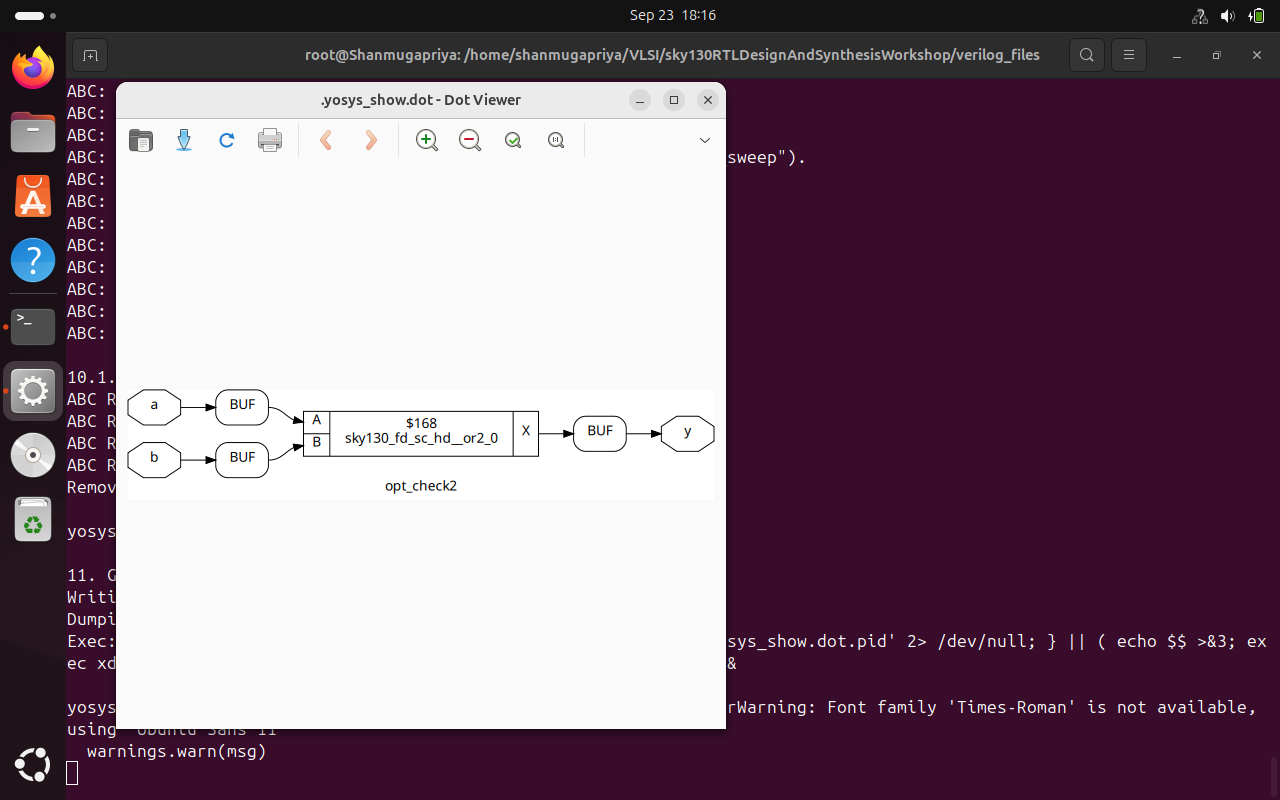 Sep 23 18:16
root@Shanmugapriya: /home/shanmugapriya/VLSI/sky130RTLDesignAndSynthesisWorkshop/verilog_files
ABC:
.yosys_show.dot - Dot Viewer
ABC:
ABC:
ABC: sweep").
ABC:
ABC:
ABC:
ABC:
ABC:
ABC:
ABC:
ABC:
10.1.
ABC R
ABC R
ABC R
ABC R
Remov
a
BUF
A
$168
sky130_fd_sc_hd__or2_0
X
BUF
y
B
b
BUF
opt_check2
yosys
11. G
Writi
Dumpi
Exec: sys_show.dot.pid' 2> /dev/null; } || ( echo $$ >&3; ex
ec xd &
yosys rWarning: Font family 'Times-Roman' is not available,
using
warnings.warn(msg)